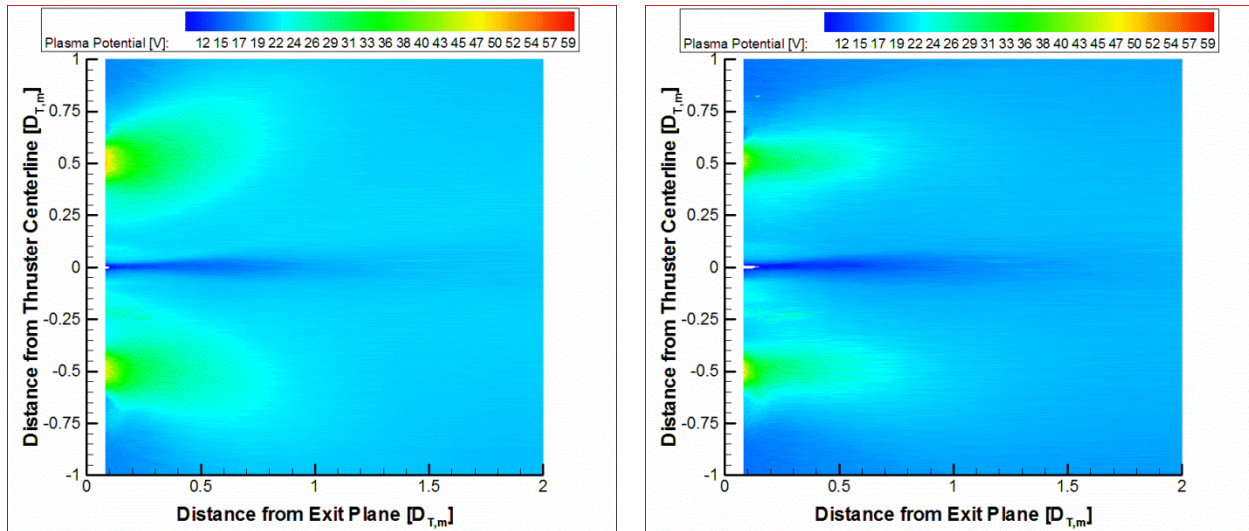 Plasma Potential [V]: 12 15 17 19 22 24 26 29 31 33 36 38 40 43 45 47 50 52 54 57 59
1
0.75
0.5
0.25
0
-0.25
-0.5
-0.75
-1
Distance from Thruster Centerline [D_T,m]
0 0.5 1 1.5 2
Distance from Exit Plane [D_T,m]
Plasma Potential [V]: 12 15 17 19 22 24 26 29 31 33 36 38 40 43 45 47 50 52 54 57 59
1
0.75
0.5
0.25
0
-0.25
-0.5
-0.75
-1
Distance from Thruster Centerline [D_T,m]
0 0.5 1 1.5 2
Distance from Exit Plane [D_T,m]